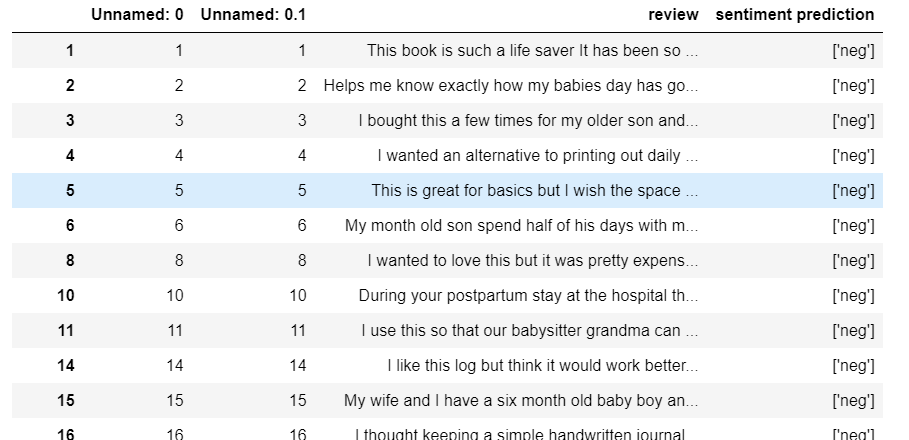 Unnamed: 0 Unnamed: 0.1 review sentiment prediction
1 1 1 This book is such a life saver It has been so ... ['neg']
2 2 2 Helps me know exactly how my babies day has go... ['neg']
3 3 3 I bought this a few times for my older son and... ['neg']
4 4 4 I wanted an alternative to printing out daily ... ['neg']
5 5 5 This is great for basics but I wish the space ... ['neg']
6 6 6 My month old son spend half of his days with m... ['neg']
8 8 8 I wanted to love this but it was pretty expens... ['neg']
10 10 10 During your postpartum stay at the hospital th... ['neg']
11 11 11 I use this so that our babysitter grandma can ... ['neg']
14 14 14 I like this log but think it would work better... ['neg']
15 15 15 My wife and I have a six month old baby boy an... ['neg']
16 16 16 I thought keeping a simple handwritten journal ['neg']